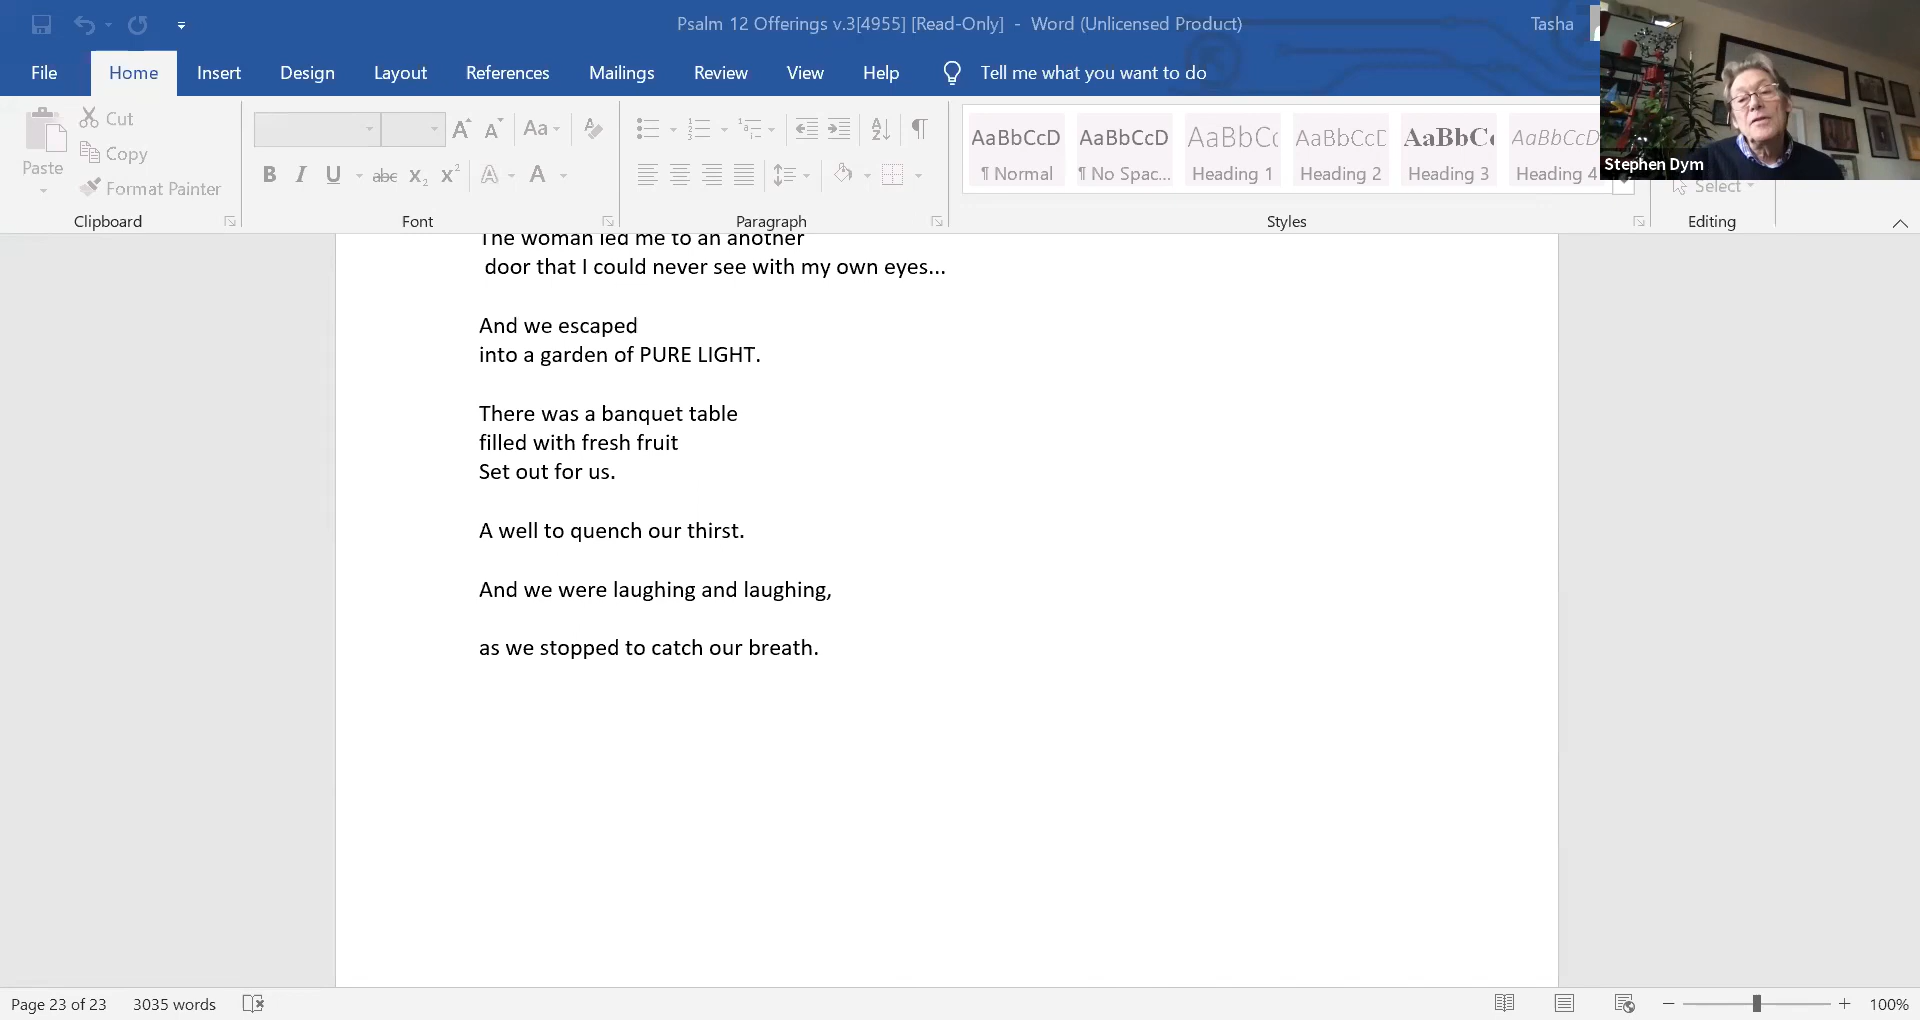 Psalm 12 Offerings v.3[4955] [Read-Only] - Word (Unlicensed Product)
Tasha
File Home Insert Design Layout References Mailings Review View Help Tell me what you want to do
Cut
Copy
Paste
Format Painter
Clipboard
Aa
B I U abc x₂ x² A A
Font
Paragraph
AaBbCcD AaBbCcD AaBbCc AaBbCcD AaBbCc AaBbCcD
¶ Normal ¶ No Spac... Heading 1 Heading 2 Heading 3 Heading 4
Styles
Stephen Dym
Select
Editing
The woman led me to an another
door that I could never see with my own eyes...
And we escaped
into a garden of PURE LIGHT.
There was a banquet table
filled with fresh fruit
Set out for us.
A well to quench our thirst.
And we were laughing and laughing,
as we stopped to catch our breath.
Page 23 of 23 3035 words
100%